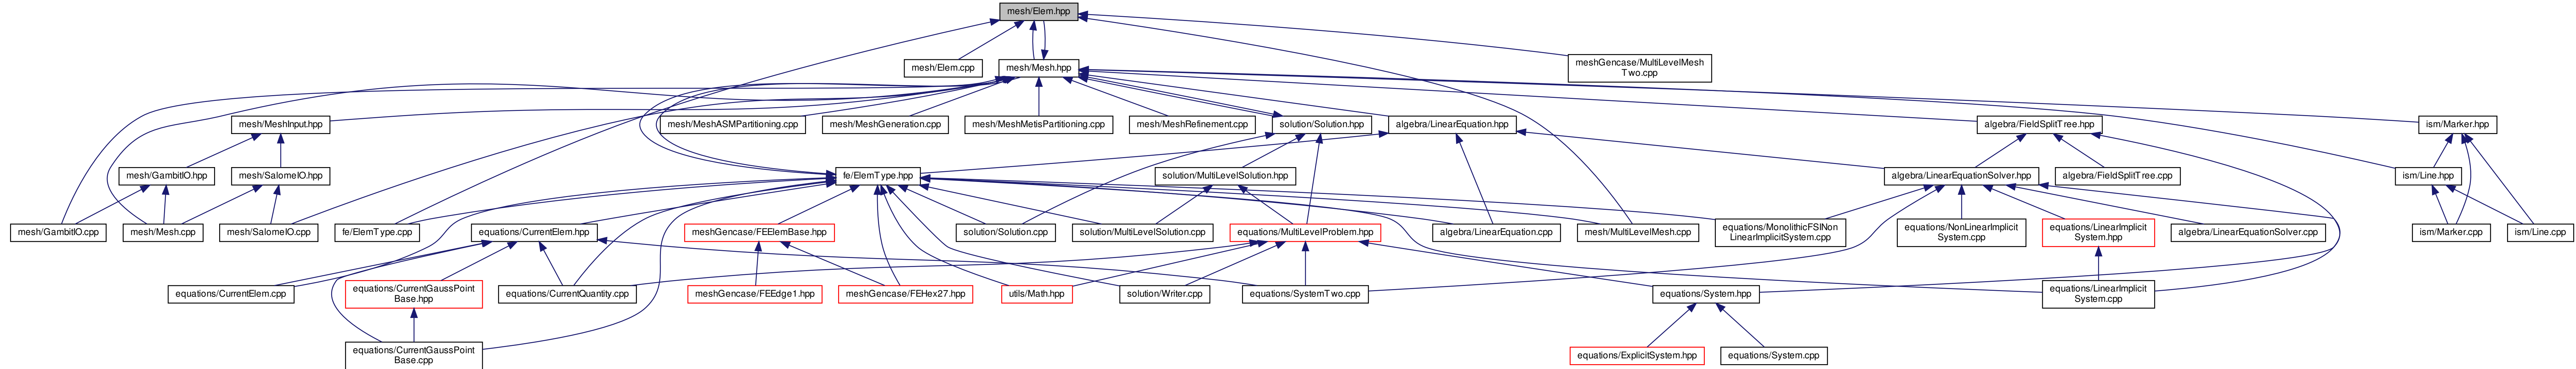 mesh/Elem.hpp
mesh/Elem.cpp
mesh/Mesh.hpp
meshGencase/MultiLevelMesh
Two.cpp
mesh/MeshInput.hpp
mesh/MeshASMPartitioning.cpp
mesh/MeshGeneration.cpp
mesh/MeshMetisPartitioning.cpp
mesh/MeshRefinement.cpp
solution/Solution.hpp
algebra/LinearEquation.hpp
algebra/FieldSplitTree.hpp
ism/Marker.hpp
mesh/GambitIO.hpp
mesh/SalomeIO.hpp
fe/ElemType.hpp
solution/MultiLevelSolution.hpp
algebra/LinearEquationSolver.hpp
algebra/FieldSplitTree.cpp
ism/Line.hpp
mesh/GambitIO.cpp
mesh/Mesh.cpp
mesh/SalomeIO.cpp
fe/ElemType.cpp
equations/CurrentElem.hpp
meshGencase/FEElemBase.hpp
solution/Solution.cpp
solution/MultiLevelSolution.cpp
equations/MultiLevelProblem.hpp
algebra/LinearEquation.cpp
mesh/MultiLevelMesh.cpp
equations/MonolithicFSINon
LinearImplicitSystem.cpp
equations/NonLinearImplicit
System.cpp
equations/LinearImplicit
System.hpp
algebra/LinearEquationSolver.cpp
ism/Marker.cpp
ism/Line.cpp
equations/CurrentElem.cpp
equations/CurrentGaussPoint
Base.hpp
equations/CurrentQuantity.cpp
meshGencase/FEEdge1.hpp
meshGencase/FEHex27.hpp
utils/Math.hpp
solution/Writer.cpp
equations/SystemTwo.cpp
equations/System.hpp
equations/LinearImplicit
System.cpp
equations/CurrentGaussPoint
Base.cpp
equations/ExplicitSystem.hpp
equations/System.cpp